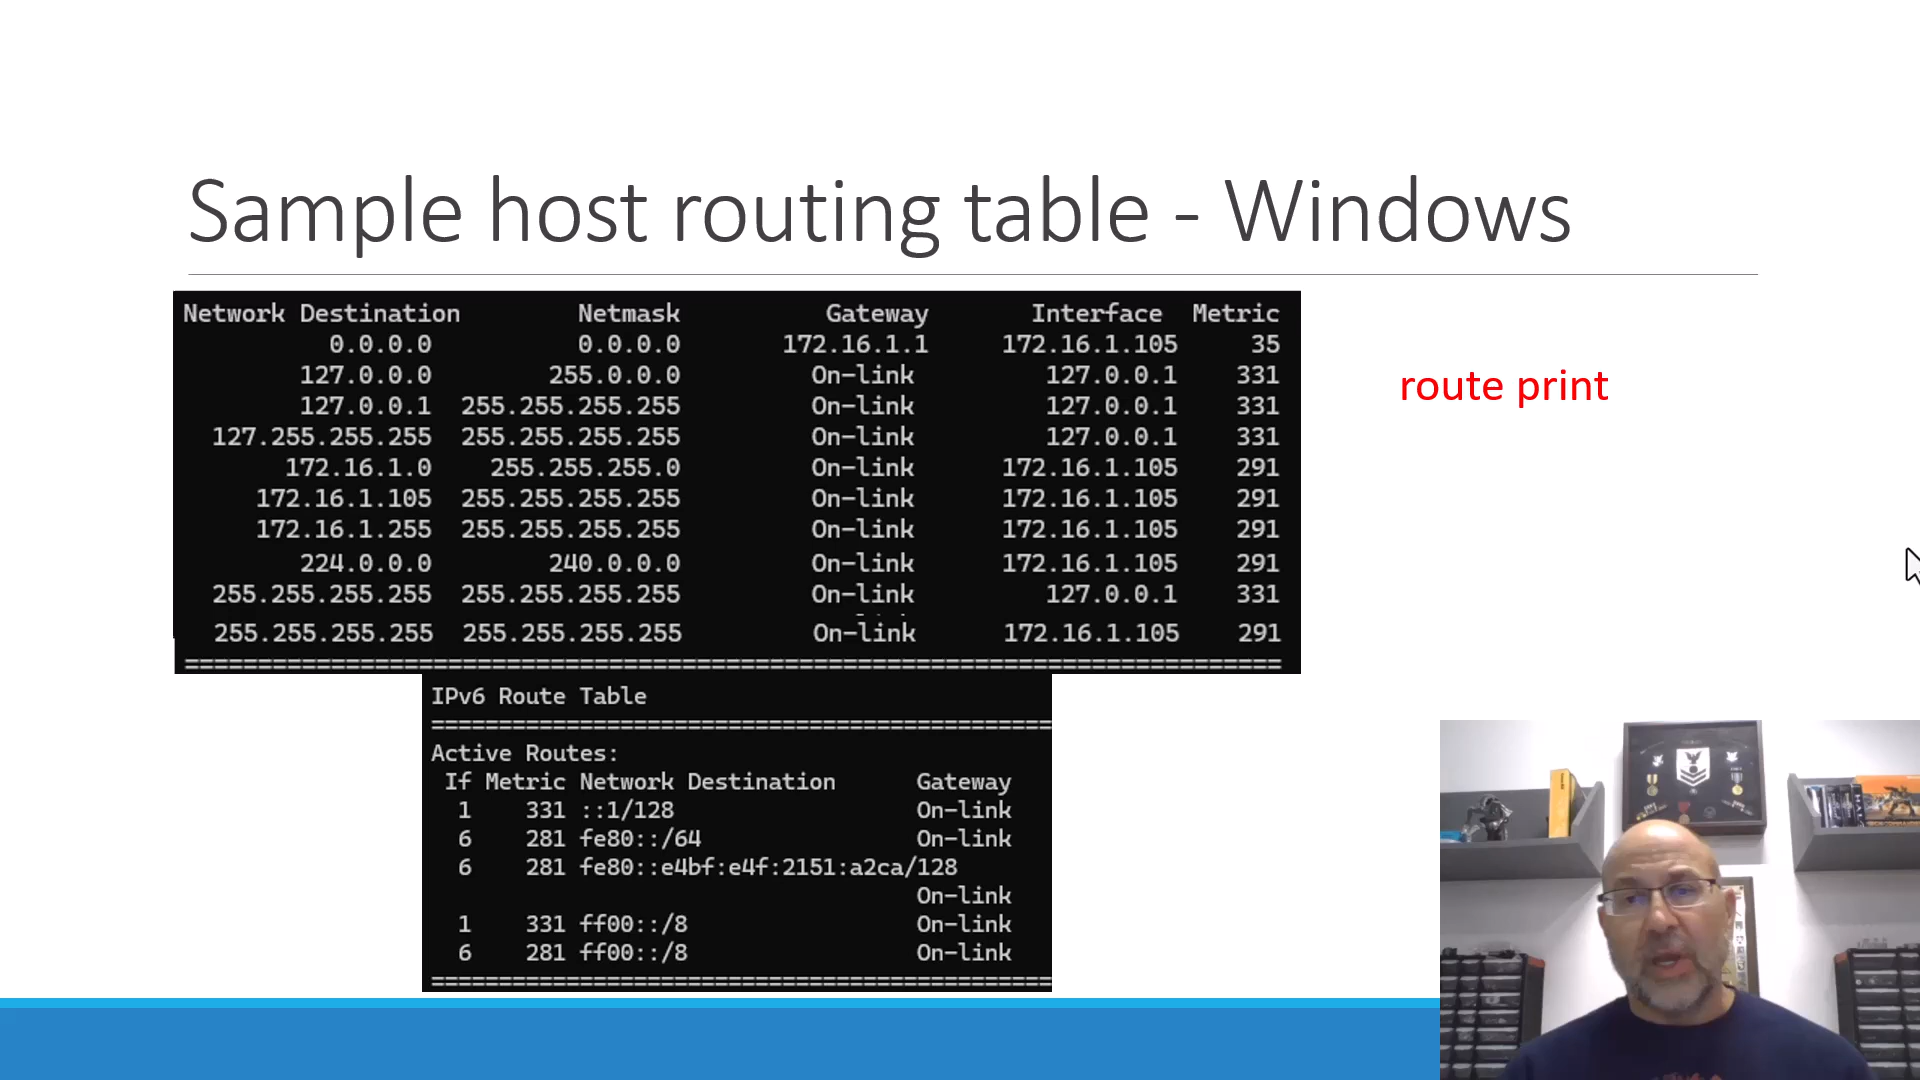 Sample host routing table - Windows
Network Destination Netmask Gateway Interface Metric
0.0.0.0 0.0.0.0 172.16.1.1 172.16.1.105 35
127.0.0.0 255.0.0.0 On-link 127.0.0.1 331
127.0.0.1 255.255.255.255 On-link 127.0.0.1 331
127.255.255.255 255.255.255.255 On-link 127.0.0.1 331
172.16.1.0 255.255.255.0 On-link 172.16.1.105 291
172.16.1.105 255.255.255.255 On-link 172.16.1.105 291
172.16.1.255 255.255.255.255 On-link 172.16.1.105 291
224.0.0.0 240.0.0.0 On-link 172.16.1.105 291
255.255.255.255 255.255.255.255 On-link 127.0.0.1 331
255.255.255.255 255.255.255.255 On-link 172.16.1.105 291
route print
IPv6 Route Table
Active Routes:
If Metric Network Destination Gateway
1 331 ::1/128 On-link
6 281 fe80::/64 On-link
6 281 fe80::e4bf:e4f:2151:a2ca/128
On-link
1 331 ff00::/8 On-link
6 281 ff00::/8 On-link